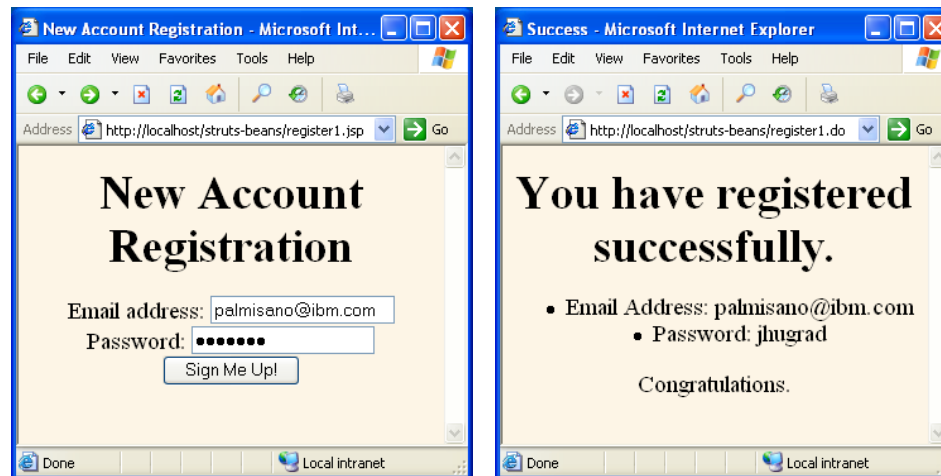 New Account Registration - Microsoft Int...
File Edit View Favorites Tools Help
Address http://localhost/struts-beans/register1.jsp Go
New Account
Registration
Email address: palmisano@ibm.com
Password: •••••••
Sign Me Up!
Done Local intranet
Success - Microsoft Internet Explorer
File Edit View Favorites Tools Help
Address http://localhost/struts-beans/register1.do Go
You have registered
successfully.
• Email Address: palmisano@ibm.com
• Password: jhugrad
Congratulations.
Done Local intranet